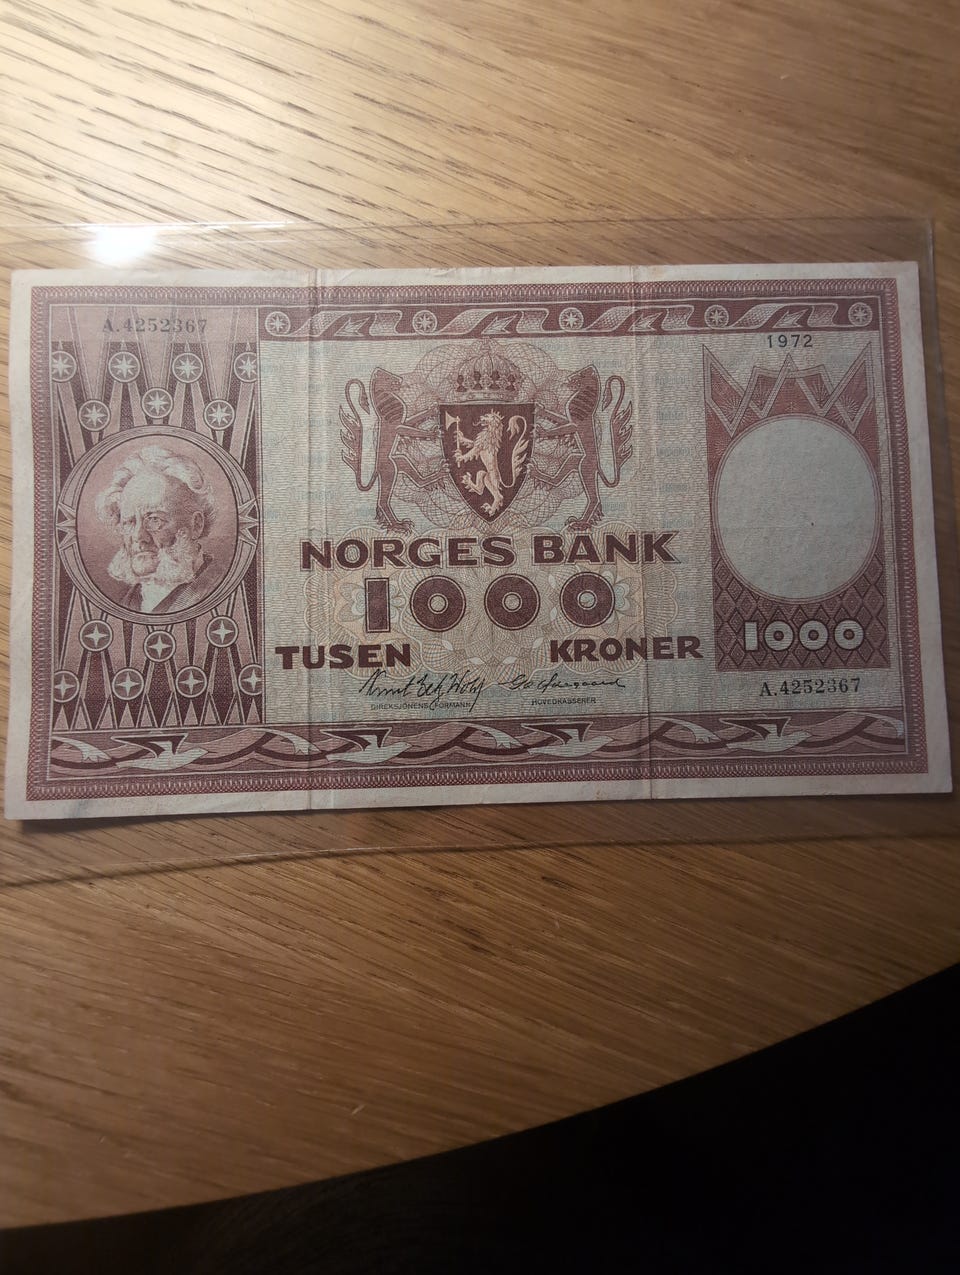 A.4252367
1972
NORGES BANK
1000
TUSEN KRONER
1000
DIREKSJONENS FORMANN
HOVEDKASSERER
A.4252367